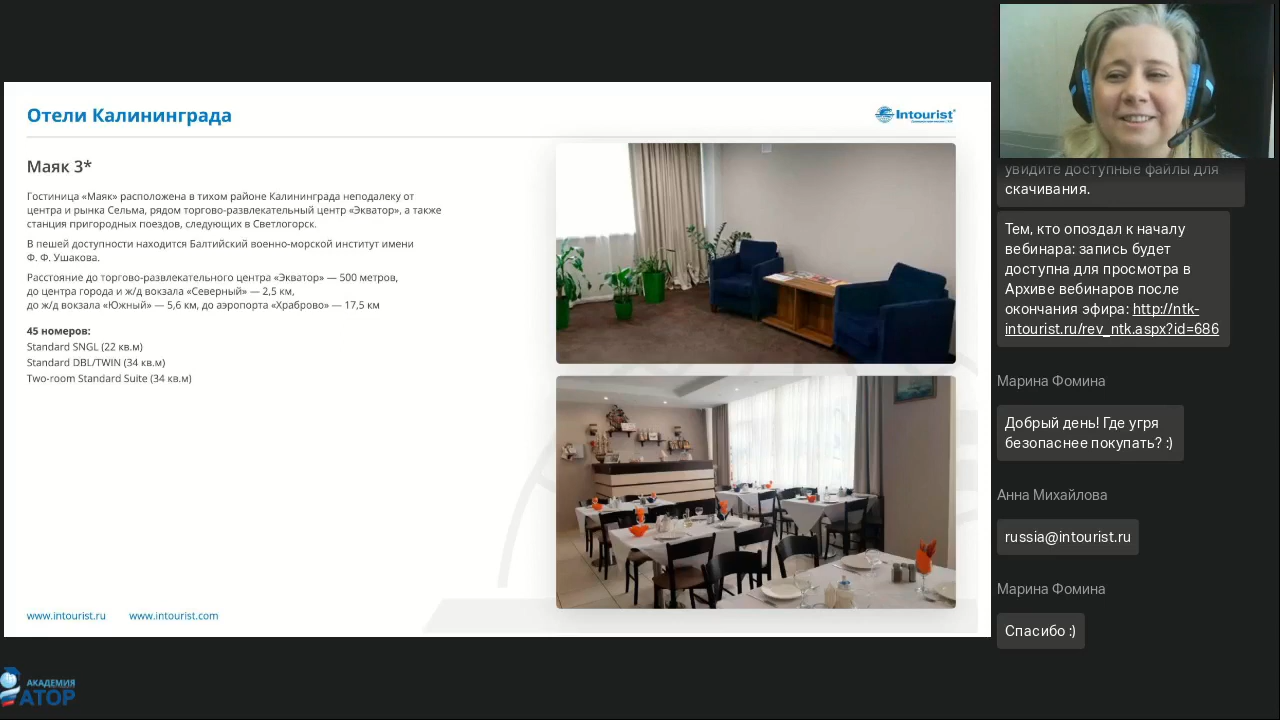 Отели Калининграда
Intourist
Маяк 3*
Гостиница «Маяк» расположена в тихом районе Калининграда неподалеку от
центра и рынка Сельма, рядом торгово-развлекательный центр «Экватор», а также
станция пригородных поездов, следующих в Светлогорск.
В пешей доступности находится Балтийский военно-морской институт имени
Ф. Ф. Ушакова.
Расстояние до торгово-развлекательного центра «Экватор» — 500 метров,
до центра города и ж/д вокзала «Северный» — 2,5 км,
до ж/д вокзала «Южный» — 5,6 км, до аэропорта «Храброво» — 17,5 км
45 номеров:
Standard SNGL (22 кв.м)
Standard DBL/TWIN (34 кв.м)
Two-room Standard Suite (34 кв.м)
www.intourist.ru www.intourist.com
АКАДЕМИЯ
АТОР
увидите доступные файлы для
скачивания.
Тем, кто опоздал к началу
вебинара: запись будет
доступна для просмотра в
Архиве вебинаров после
окончания эфира: http://ntk-
intourist.ru/rev_ntk.aspx?id=686
Марина Фомина
Добрый день! Где угря
безопаснее покупать? :)
Анна Михайлова
russia@intourist.ru
Марина Фомина
Спасибо :)